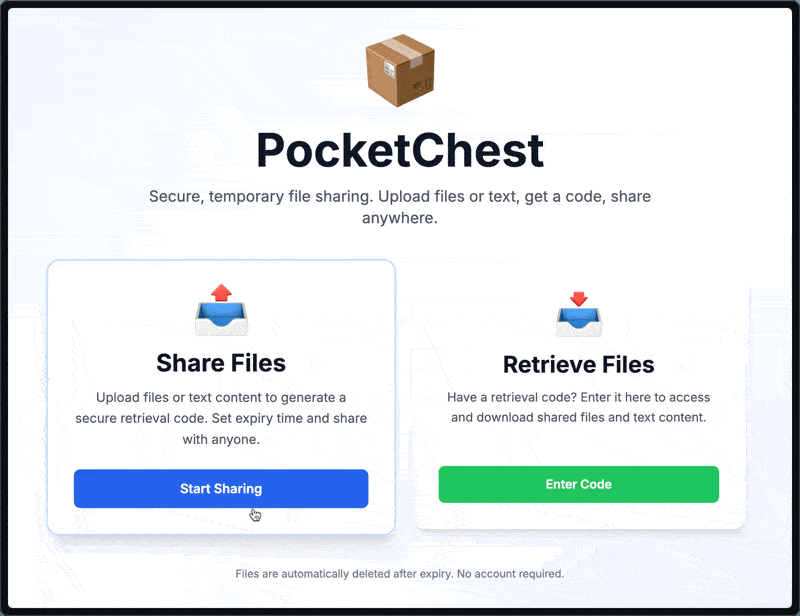 PocketChest
Secure, temporary file sharing. Upload files or text, get a code, share
anywhere.
Share Files
Upload files or text content to generate a
secure retrieval code. Set expiry time and share
with anyone.
Start Sharing
Retrieve Files
Have a retrieval code? Enter it here to access
and download shared files and text content.
Enter Code
Files are automatically deleted after expiry. No account required.